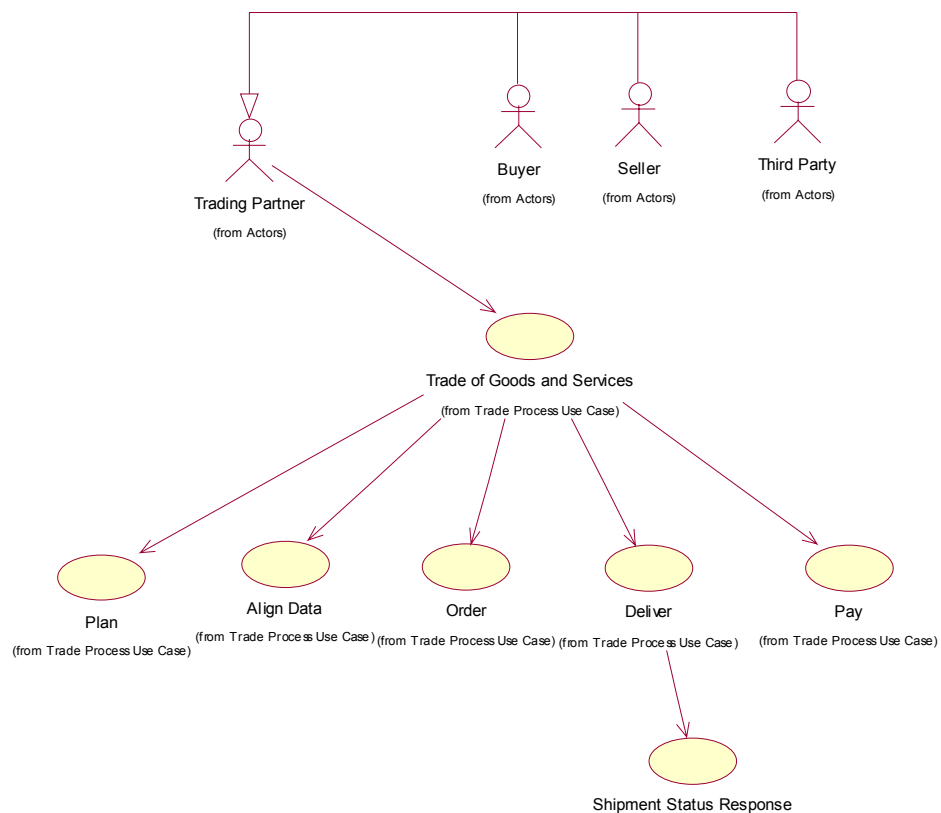 Buyer
(from Actors)
Seller
(from Actors)
Third Party
(from Actors)
Trading Partner
(from Actors)
Trade of Goods and Services
(from Trade Process Use Case)
Plan
(from Trade Process Use Case)
Align Data
(from Trade Process Use Case)
Order
(from Trade Process Use Case)
Deliver
(from Trade Process Use Case)
Pay
(from Trade Process Use Case)
Shipment Status Response